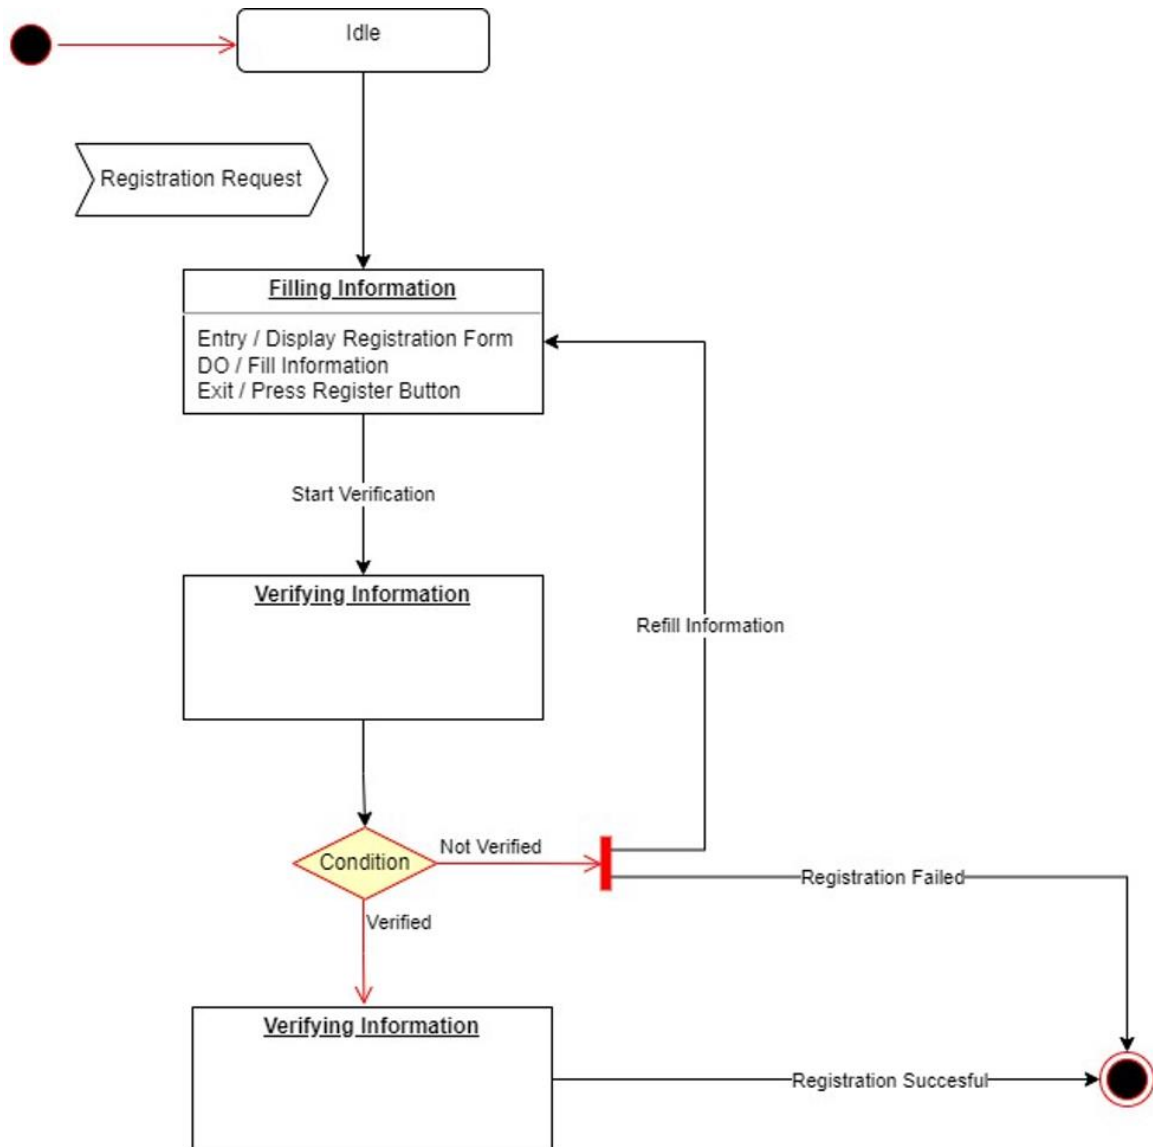 Idle
Registration Request
Filling Information
Entry / Display Registration Form
DO / Fill Information
Exit / Press Register Button
Start Verification
Verifying Information
Refill Information
Condition
Not Verified
Registration Failed
Verified
Verifying Information
Registration Succesful